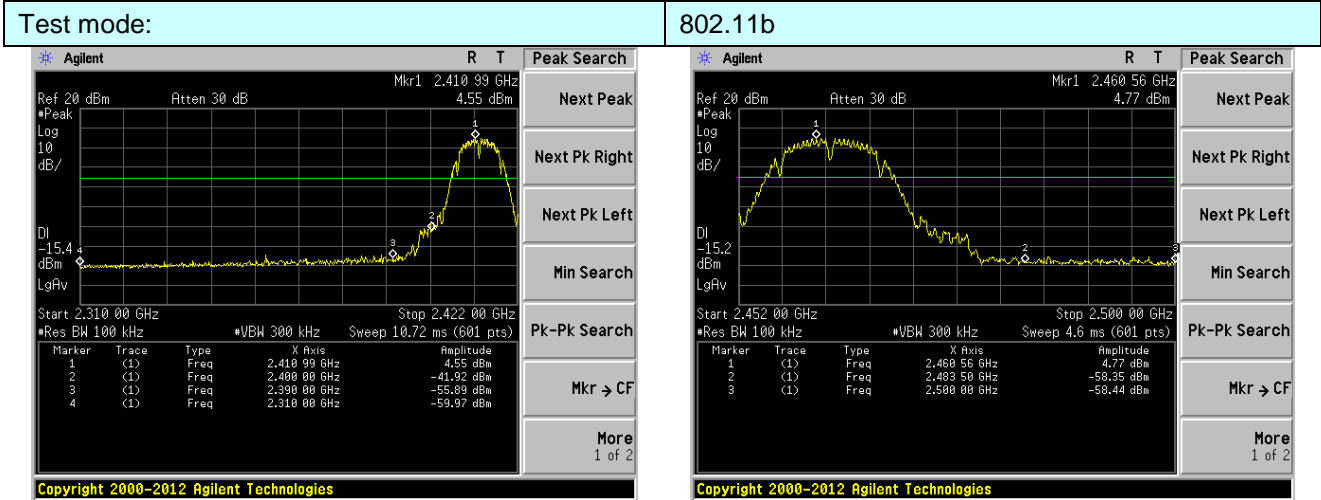 Test mode:
802.11b
Agilent
R T
Mkr1 2.410 99 GHz
4.55 dBm
Ref 20 dBm
Atten 30 dB
#Peak
Log
10
dB/
DI
-15.4
dBm
LgAv
1
2
3
4
Start 2.310 00 GHz
Stop 2.422 00 GHz
#Res BW 100 kHz
#VBW 300 kHz
Sweep 10.72 ms (601 pts)
Marker Trace Type X Axis Amplitude
1 (1) Freq 2.410 99 GHz 4.55 dBm
2 (1) Freq 2.400 00 GHz -41.92 dBm
3 (1) Freq 2.390 00 GHz -55.89 dBm
4 (1) Freq 2.310 00 GHz -59.97 dBm
Peak Search
Next Peak
Next Pk Right
Next Pk Left
Min Search
Pk-Pk Search
Mkr → CF
More
1 of 2
Copyright 2000-2012 Agilent Technologies
Agilent
R T
Mkr1 2.460 56 GHz
4.77 dBm
Ref 20 dBm
Atten 30 dB
#Peak
Log
10
dB/
DI
-15.2
dBm
LgAv
1
2
3
Start 2.452 00 GHz
Stop 2.500 00 GHz
#Res BW 100 kHz
#VBW 300 kHz
Sweep 4.6 ms (601 pts)
Marker Trace Type X Axis Amplitude
1 (1) Freq 2.460 56 GHz 4.77 dBm
2 (1) Freq 2.483 50 GHz -58.35 dBm
3 (1) Freq 2.500 00 GHz -58.44 dBm
Peak Search
Next Peak
Next Pk Right
Next Pk Left
Min Search
Pk-Pk Search
Mkr → CF
More
1 of 2
Copyright 2000-2012 Agilent Technologies